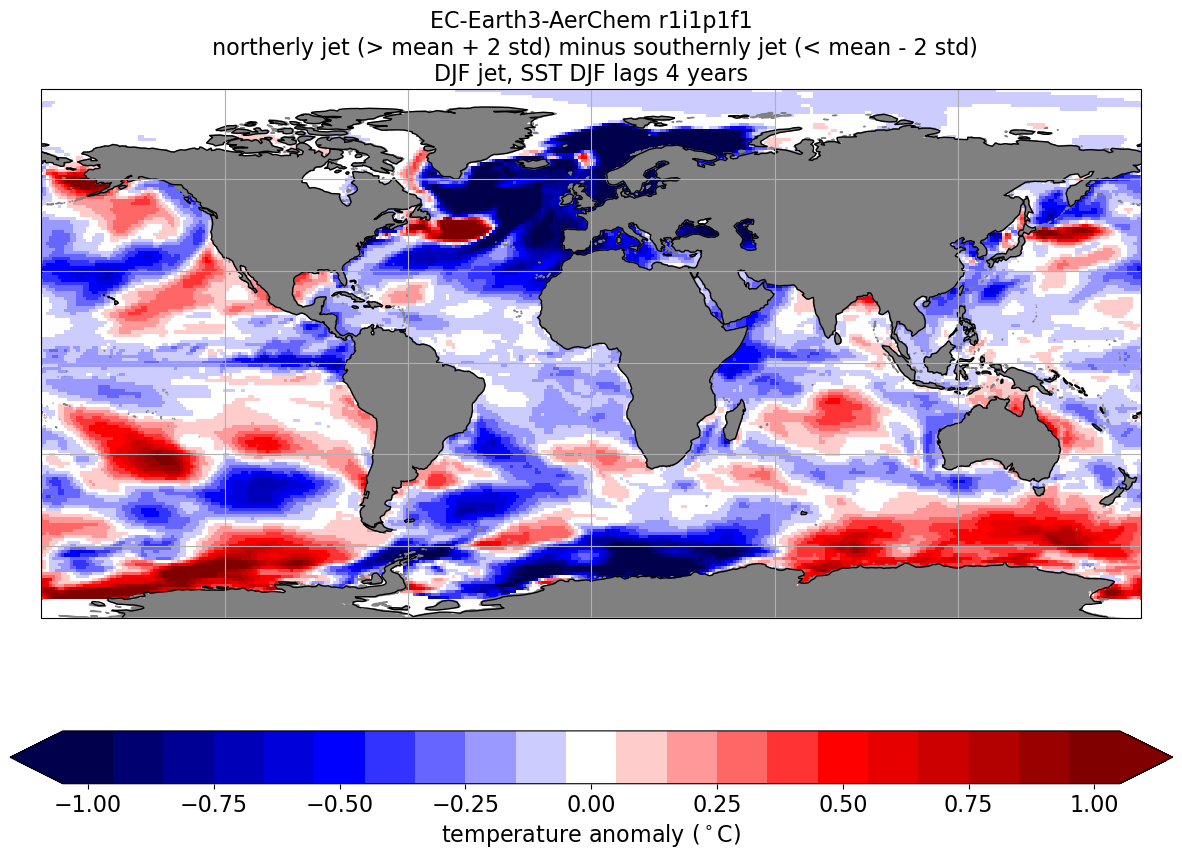 EC-Earth3-AerChem r1i1p1f1
northerly jet (> mean + 2 std) minus southernly jet (< mean - 2 std)
DJF jet, SST DJF lags 4 years
−1.00 −0.75 −0.50 −0.25 0.00 0.25 0.50 0.75 1.00
temperature anomaly (∘C)